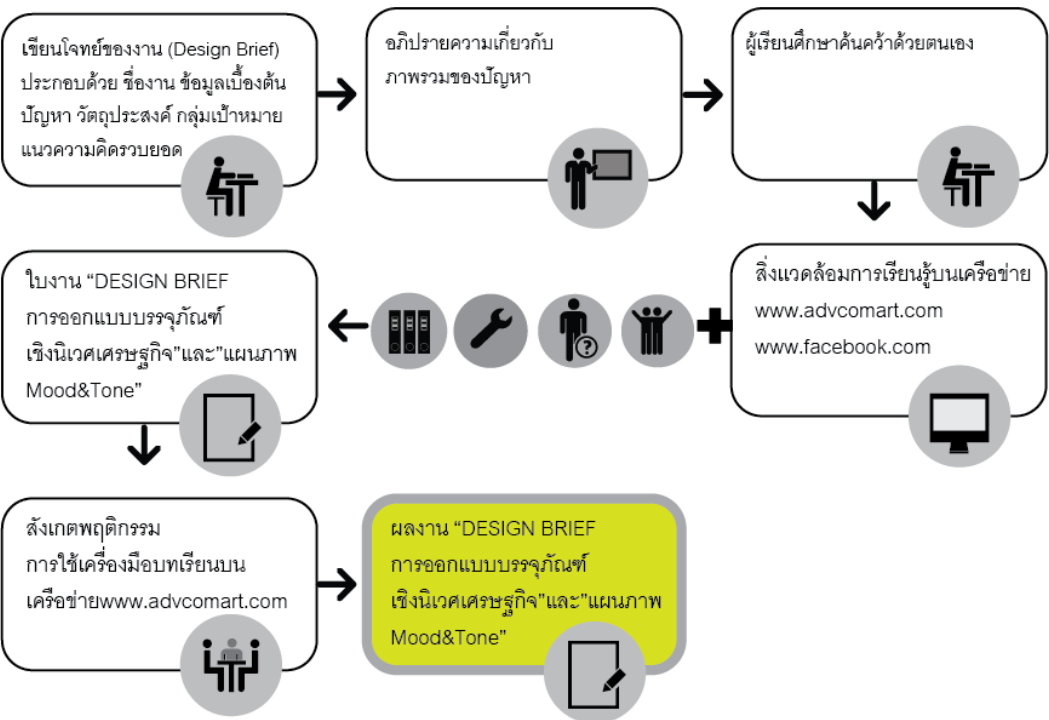 เขียนโจทย์ของงาน (Design Brief)
ประกอบด้วย ชื่องาน ข้อมูลเบื้องต้น
ปัญหา วัตถุประสงค์ กลุ่มเป้าหมาย
แนวความคิดรวบยอด
อภิปรายความเกี่ยวกับ
ภาพรวมของปัญหา
ผู้เรียนศึกษาค้นคว้าด้วยตนเอง
สิ่งแวดล้อมการเรียนรู้บนเครือข่าย
www.advcomart.com
www.facebook.com
ใบงาน “DESIGN BRIEF
การออกแบบบรรจุภัณฑ์
เชิงนิเวศเศรษฐกิจ”และ”แผนภาพ
Mood&Tone”
สังเกตพฤติกรรม
การใช้เครื่องมือบทเรียนบน
เครือข่ายwww.advcomart.com
ผลงาน “DESIGN BRIEF
การออกแบบบรรจุภัณฑ์
เชิงนิเวศเศรษฐกิจ”และ”แผนภาพ
Mood&Tone”